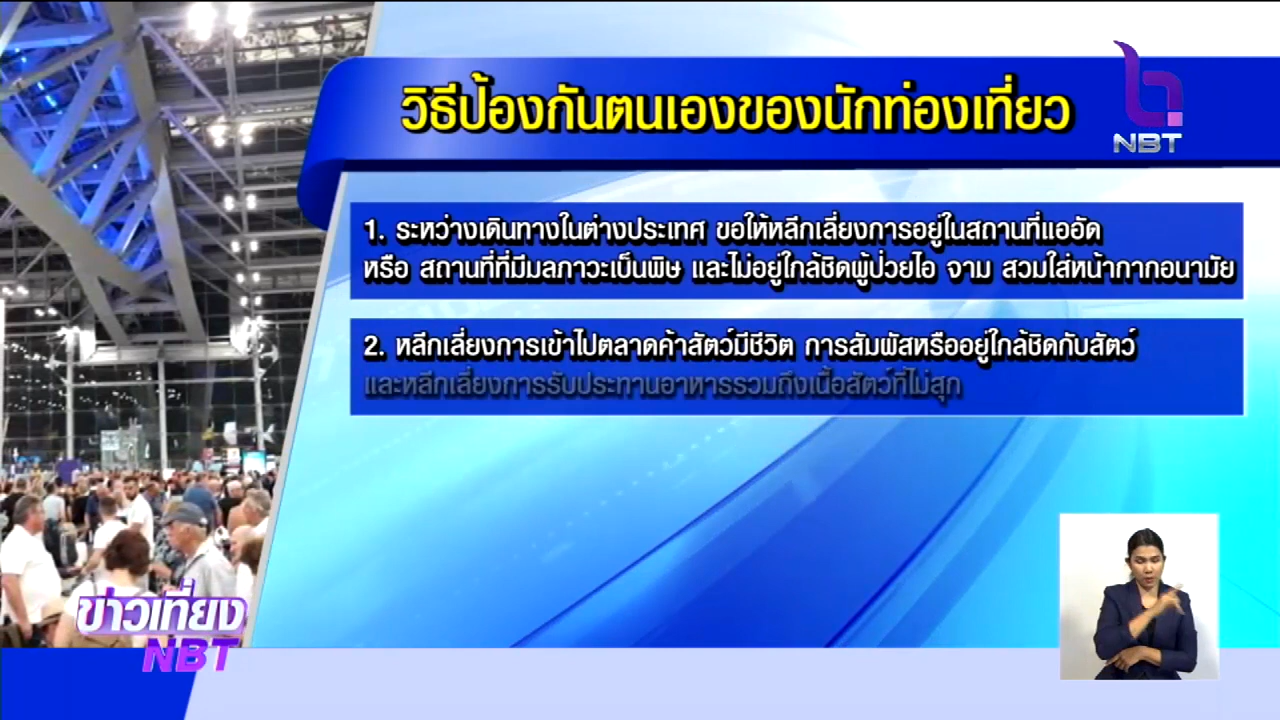 วิธีป้องกันตนเองของนักท่องเที่ยว
NBT
1. ระหว่างเดินทางในต่างประเทศ ขอให้หลีกเลี่ยงการอยู่ในสถานที่แออัด
หรือ สถานที่ที่มีมลภาวะเป็นพิษ และไม่อยู่ใกล้ชิดผู้ป่วยไอ จาม สวมใส่หน้ากากอนามัย
2. หลีกเลี่ยงการเข้าไปตลาดค้าสัตว์มีชีวิต การสัมผัสหรืออยู่ใกล้ชิดกับสัตว์
และหลีกเลี่ยงการรับประทานอาหารรวมถึงเนื้อสัตว์ที่ไม่สุก
ข่าวเที่ยง
NBT